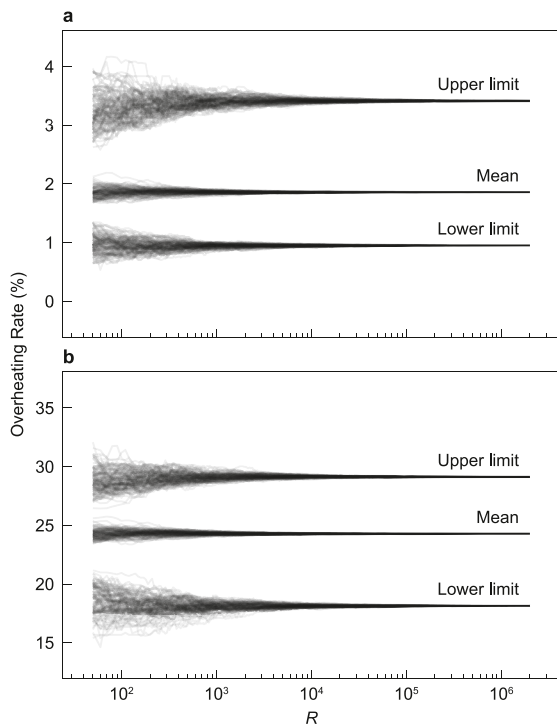 a
4
Upper limit
3
Mean
2
Lower limit
1
0
Overheating Rate (%)
b
35
Upper limit
30
Mean
25
Lower limit
20
15
10² 10³ 10⁴ 10⁵ 10⁶
R